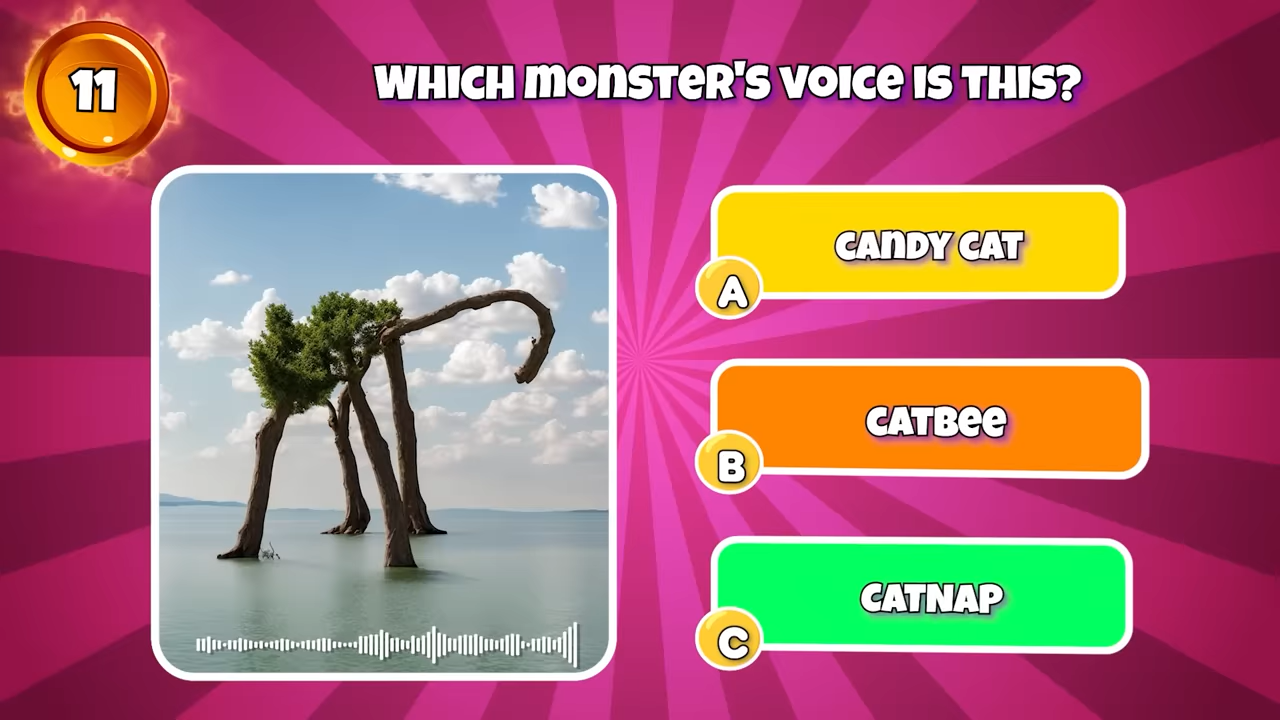 11
WHICH MONSTER'S VOICE IS THIS?
CANDY CAT
A
CATBEE
B
CATNAP
C